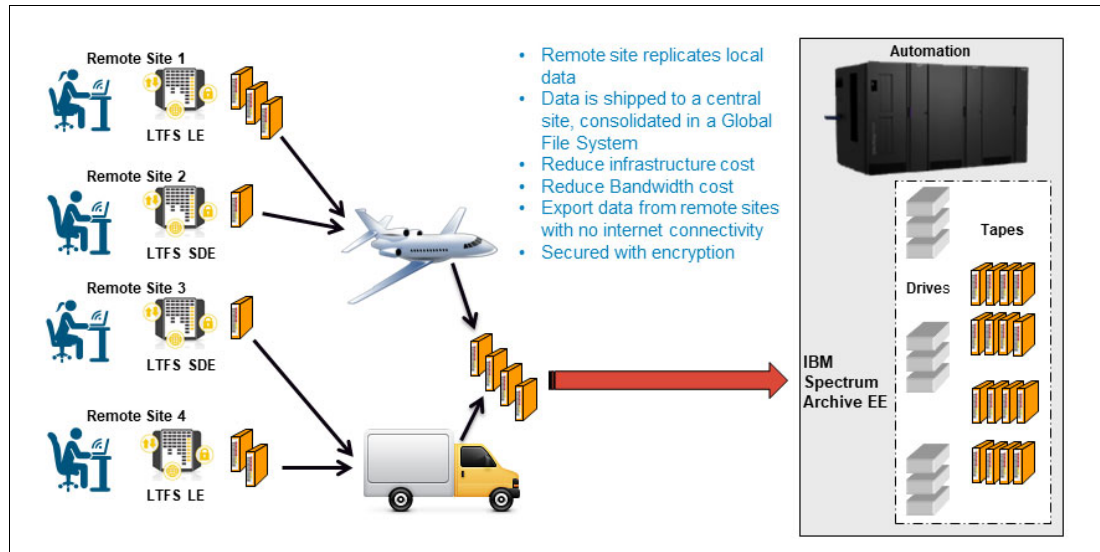 Remote Site 1
LTFS LE
Remote Site 2
LTFS SDE
Remote Site 3
LTFS SDE
Remote Site 4
LTFS LE
• Remote site replicates local
data
• Data is shipped to a central
site, consolidated in a Global
File System
• Reduce infrastructure cost
• Reduce Bandwidth cost
• Export data from remote sites
with no internet connectivity
• Secured with encryption
Automation
Tapes
Drives
IBM
Spectrum
Archive EE